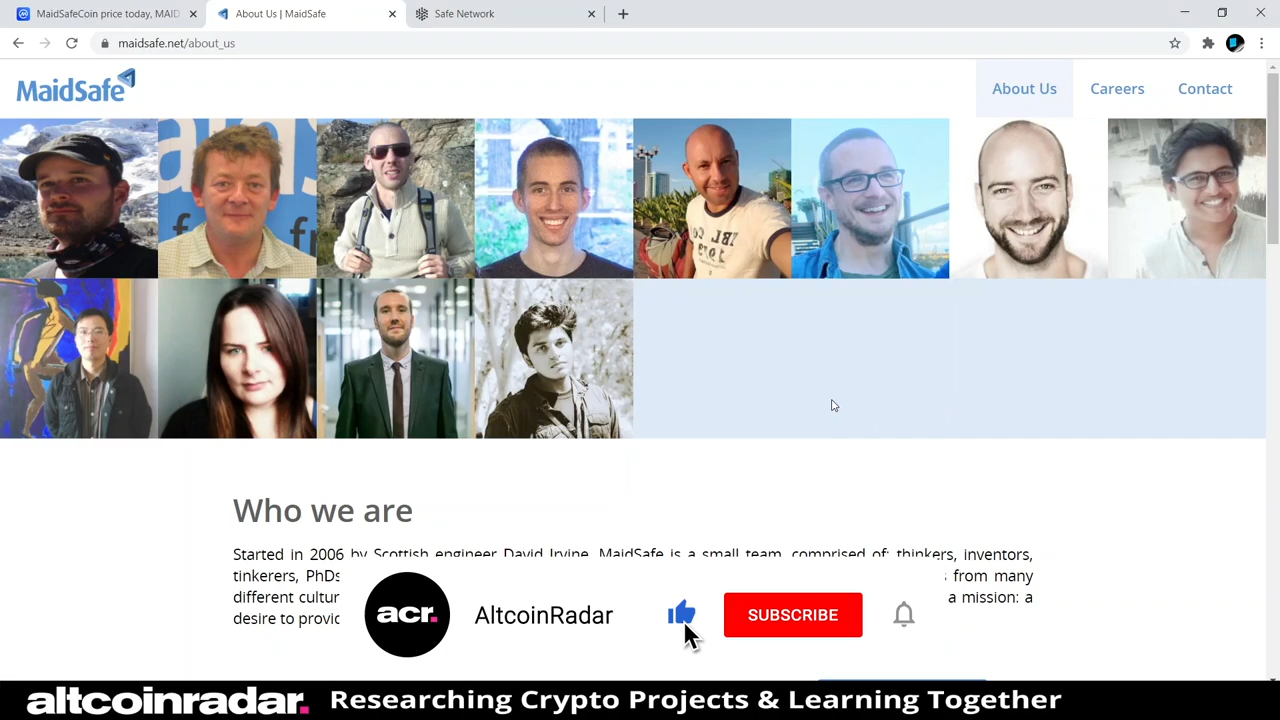 MaidSafeCoin price today, MAID
About Us | MaidSafe
Safe Network
maidsafe.net/about_us
MaidSafe
About Us
Careers
Contact
Who we are
Started in 2006 by Scottish engineer David Irvine, MaidSafe is a small team, comprised of: thinkers, inventors,
tinkerers, PhDs
from many
different cultur
a mission: a
desire to provid
acr.
AltcoinRadar
SUBSCRIBE
altcoinradar.
Researching Crypto Projects & Learning Together